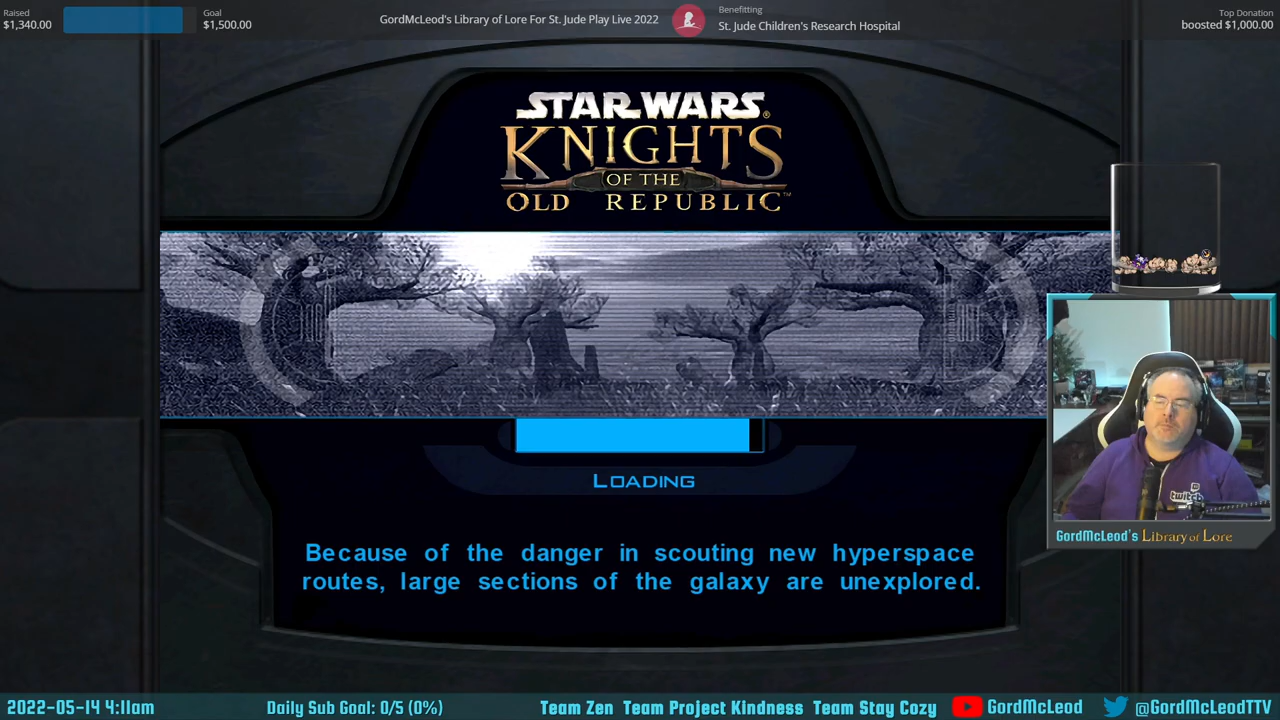 Raised
$1,340.00
Goal
$1,500.00
GordMcLeod's Library of Lore For St. Jude Play Live 2022
Benefitting
St. Jude Children's Research Hospital
Top Donation
boosted $1,000.00
STAR WARS®
KNIGHTS
OF THE
OLD REPUBLIC™
LOADING
Because of the danger in scouting new hyperspace
routes, large sections of the galaxy are unexplored.
twitch
GordMcLeod's Library of Lore
2022-05-14 4:11am
Daily Sub Goal: 0/5 (0%)
Team Zen Team Project Kindness Team Stay Cozy
GordMcLeod
@GordMcLeodTTV